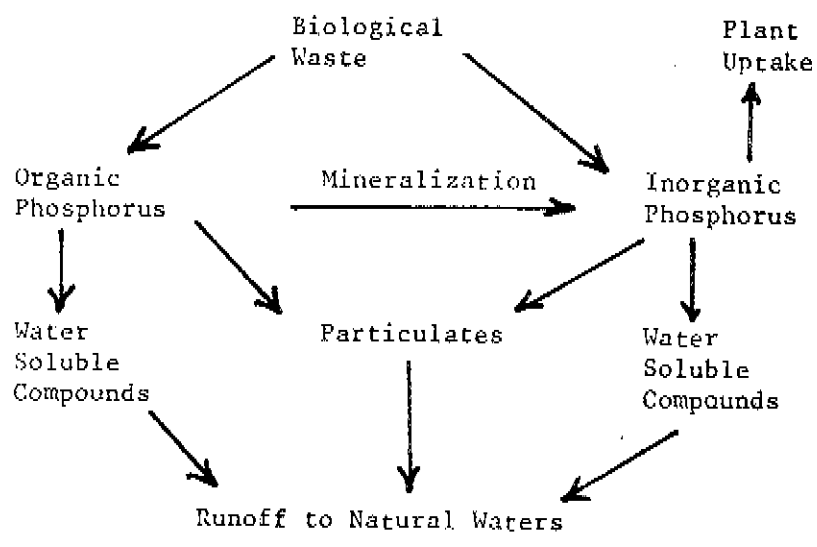 Biological
Waste
Plant
Uptake
Organic
Phosphorus
Mineralization
Inorganic
Phosphorus
Water
Soluble
Compounds
Particulates
Water
Soluble
Compounds
Runoff to Natural Waters